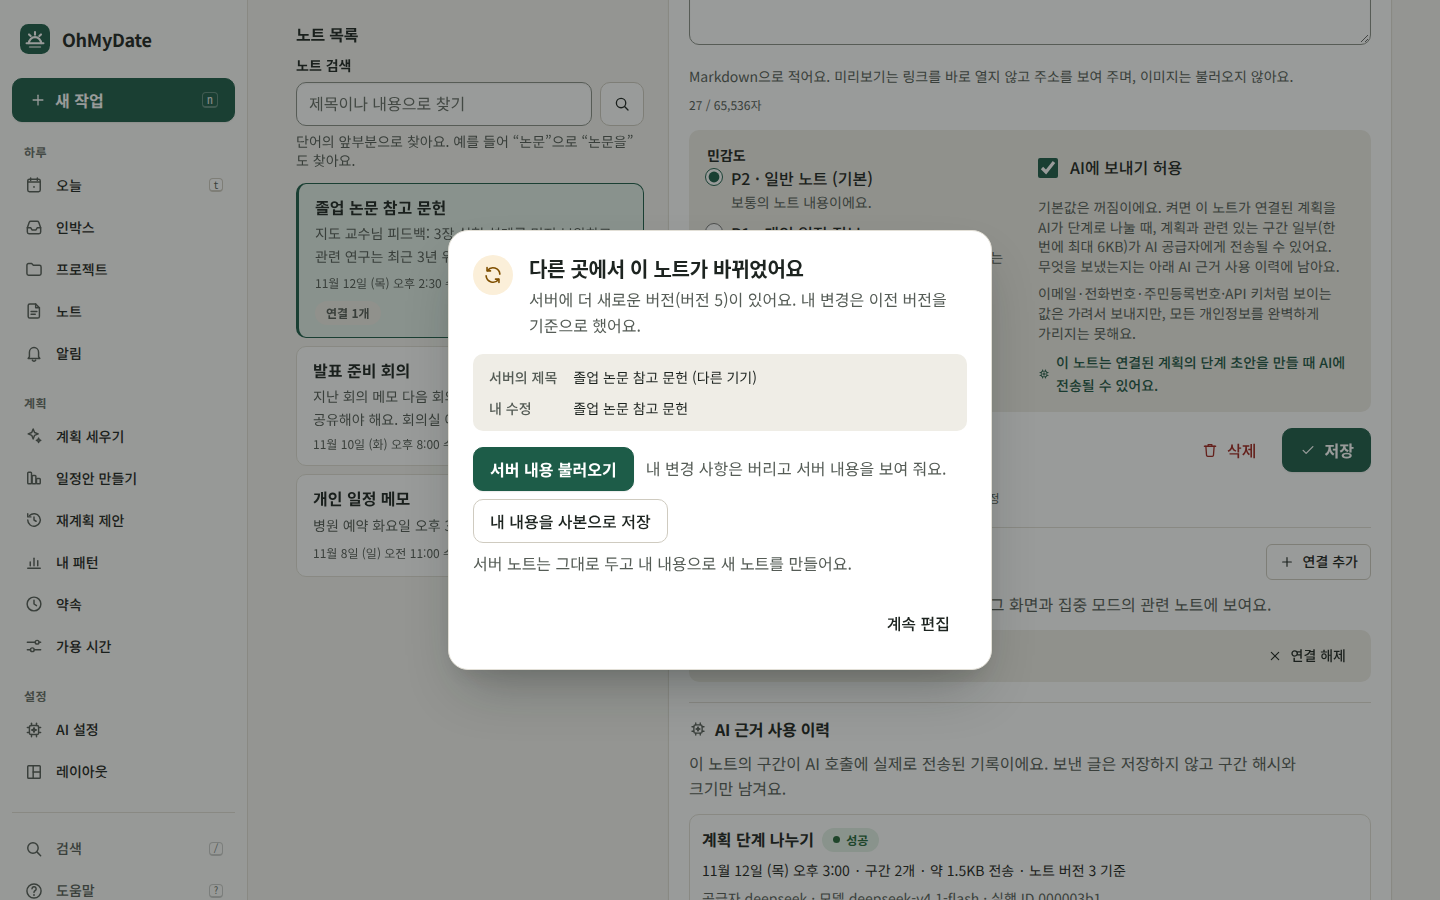 OhMyDate
새 작업
n
하루
오늘
t
인박스
프로젝트
노트
알림
계획
계획 세우기
일정안 만들기
재계획 제안
내 패턴
약속
가용 시간
설정
AI 설정
레이아웃
검색
/
도움말
?
노트 목록
노트 검색
제목이나 내용으로 찾기
단어의 앞부분으로 찾아요. 예를 들어 “논문”으로 “논문을”
도 찾아요.
졸업 논문 참고 문헌
지도 교수님 피드백: 3장
관련 연구는 최근 3년
11월 12일 (목) 오후 2:30
연결 1개
발표 준비 회의
지난 회의 메모 다음
공유해야 해요. 회의실
11월 10일 (화) 오후 8:00
개인 일정 메모
병원 예약 화요일 오후
11월 8일 (일) 오전 11:00
Markdown으로 적어요. 미리보기는 링크를 바로 열지 않고 주소를 보여 주며, 이미지는 불러오지 않아요.
27 / 65,536자
민감도
P2 · 일반 노트 (기본)
보통의 노트 내용이에요.
는
AI에 보내기 허용
기본값은 꺼짐이에요. 켜면 이 노트가 연결된 계획을
AI가 단계로 나눌 때, 계획과 관련 있는 구간 일부(한
번에 최대 6KB)가 AI 공급자에게 전송될 수 있어요.
무엇을 보냈는지는 아래 AI 근거 사용 이력에 남아요.
이메일·전화번호·주민등록번호·API 키처럼 보이는
값은 가려서 보내지만, 모든 개인정보를 완벽하게
가리지는 못해요.
이 노트는 연결된 계획의 단계 초안을 만들 때 AI에
전송될 수 있어요.
삭제
저장
정
연결 추가
그 화면과 집중 모드의 관련 노트에 보여요.
연결 해제
AI 근거 사용 이력
이 노트의 구간이 AI 호출에 실제로 전송된 기록이에요. 보낸 글은 저장하지 않고 구간 해시와
크기만 남겨요.
계획 단계 나누기
성공
11월 12일 (목) 오후 3:00 · 구간 2개 · 약 1.5KB 전송 · 노트 버전 3 기준
공급자 deepseek · 모델 deepseek-v4.1-flash · 실행 ID 000003b1
다른 곳에서 이 노트가 바뀌었어요
서버에 더 새로운 버전(버전 5)이 있어요. 내 변경은 이전 버전을
기준으로 했어요.
서버의 제목 졸업 논문 참고 문헌 (다른 기기)
내 수정 졸업 논문 참고 문헌
서버 내용 불러오기
내 변경 사항은 버리고 서버 내용을 보여 줘요.
내 내용을 사본으로 저장
서버 노트는 그대로 두고 내 내용으로 새 노트를 만들어요.
계속 편집